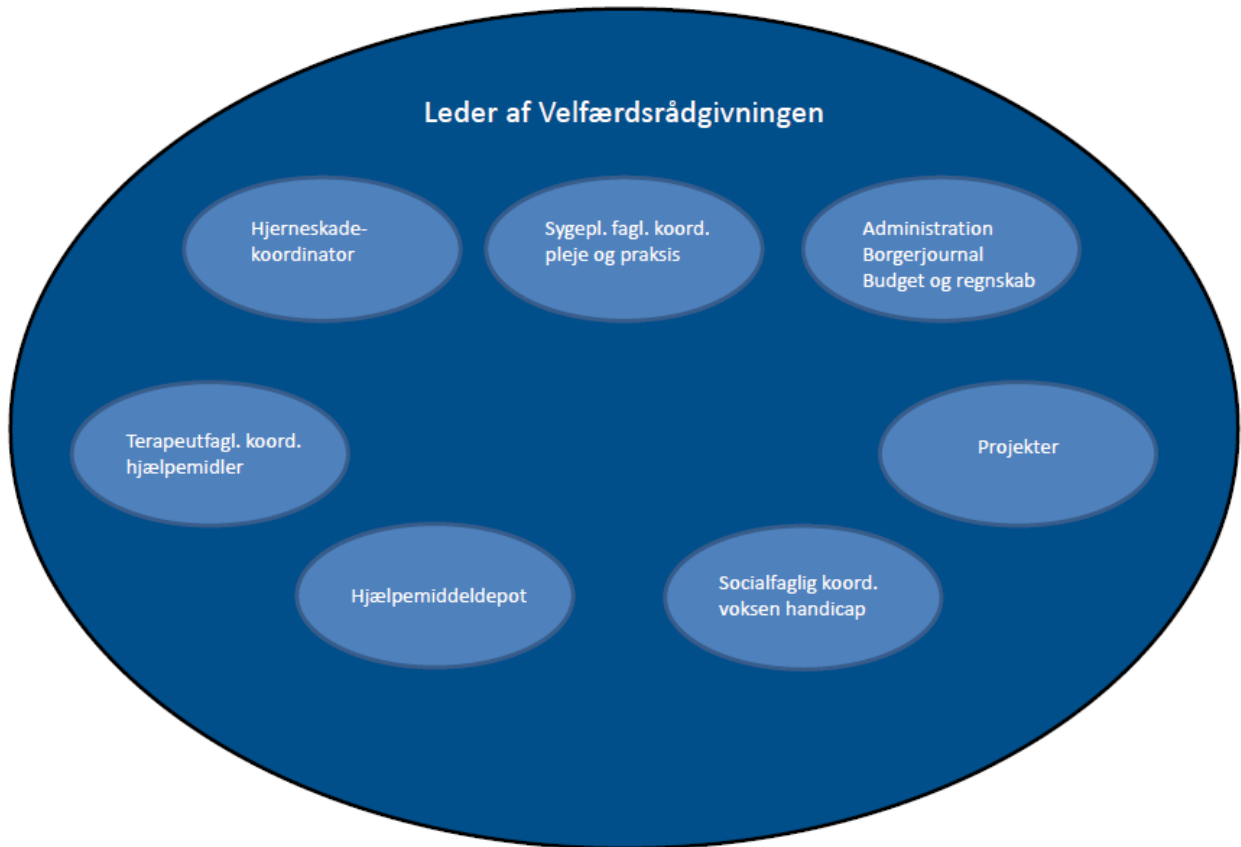 Leder af Velfærdsrådgivningen
Hjerneskade-
koordinator
Sygepl. fagl. koord.
pleje og praksis
Administration
Borgerjournal
Budget og regnskab
Terapeutfagl. koord.
hjælpemidler
Projekter
Hjælpemiddeldepot
Socialfaglig koord.
voksen handicap